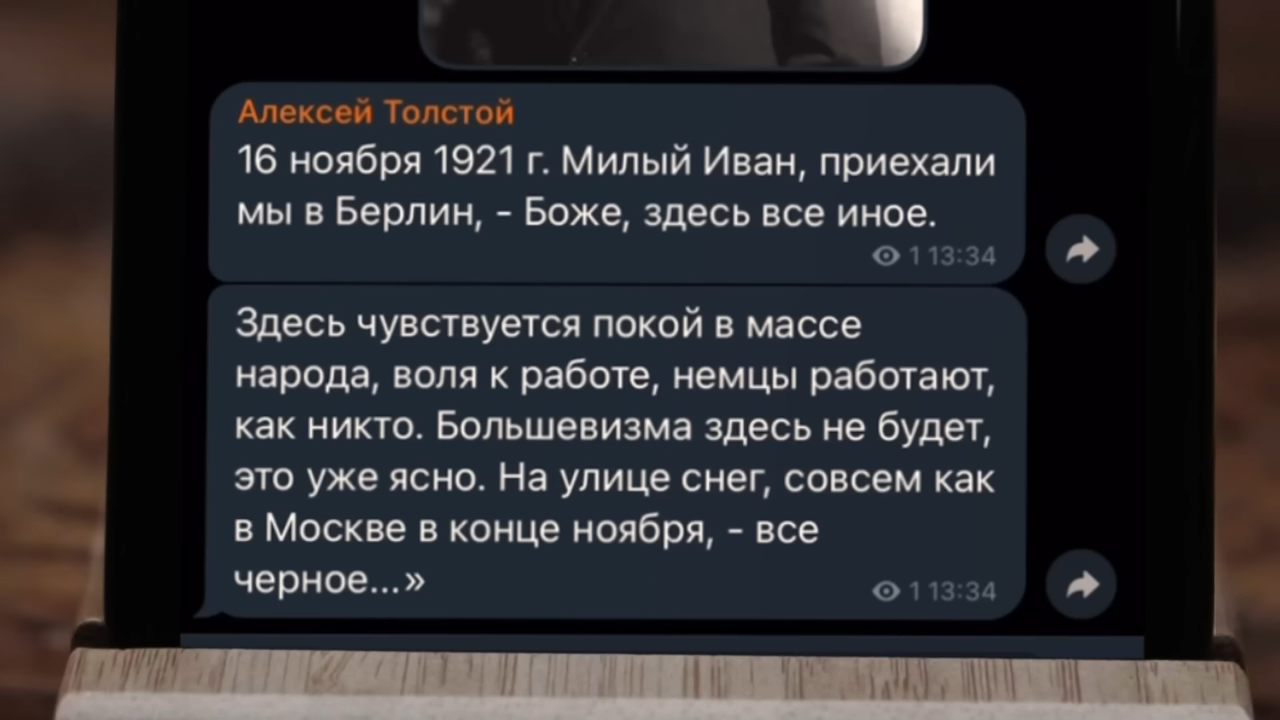 Алексей Толстой
16 ноября 1921 г. Милый Иван, приехали
мы в Берлин, - Боже, здесь все иное.
1 13:34
Здесь чувствуется покой в массе
народа, воля к работе, немцы работают,
как никто. Большевизма здесь не будет,
это уже ясно. На улице снег, совсем как
в Москве в конце ноября, - все
черное...»
1 13:34